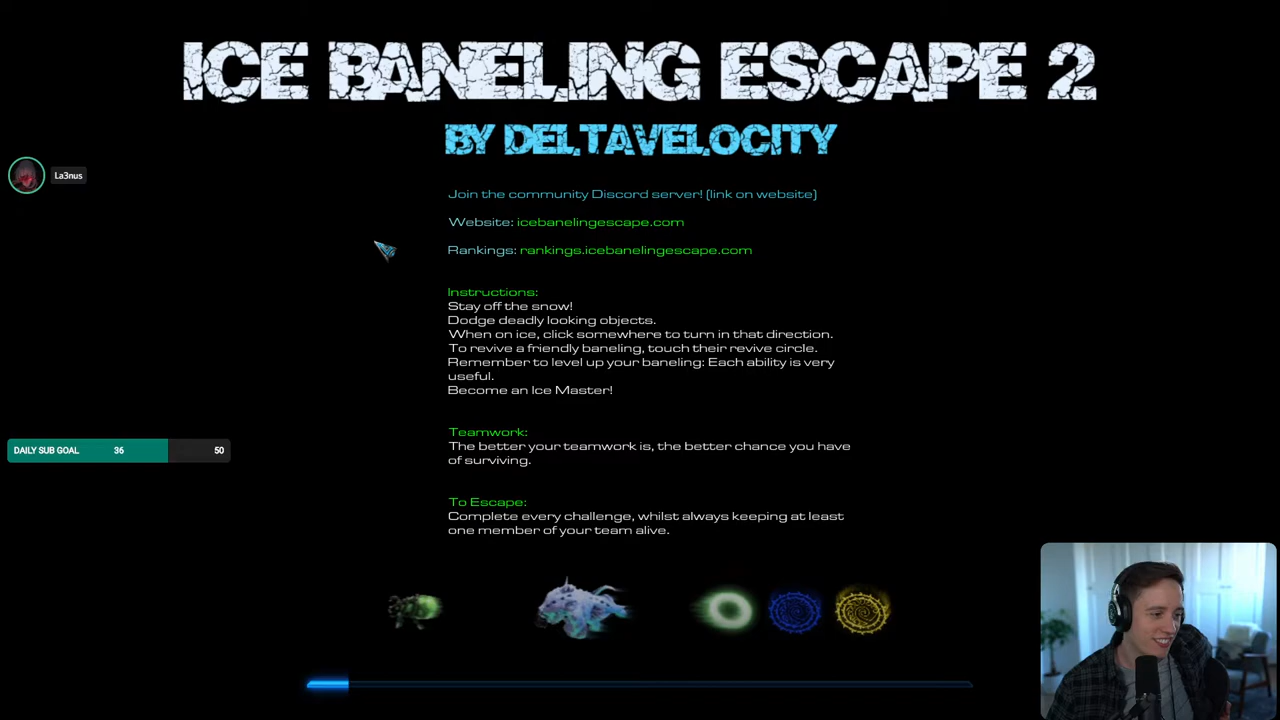 ICE BANELING ESCAPE 2
BY DELTAVELOCITY
La3nus
Join the community Discord server! (link on website)
Website: icebanelingescape.com
Rankings: rankings.icebanelingescape.com
Instructions:
Stay off the snow!
Dodge deadly looking objects.
When on ice, click somewhere to turn in that direction.
To revive a friendly baneling, touch their revive circle.
Remember to level up your baneling: Each ability is very
useful.
Become an Ice Master!
Teamwork:
The better your teamwork is, the better chance you have
of surviving.
DAILY SUB GOAL 36 50
To Escape:
Complete every challenge, whilst always keeping at least
one member of your team alive.